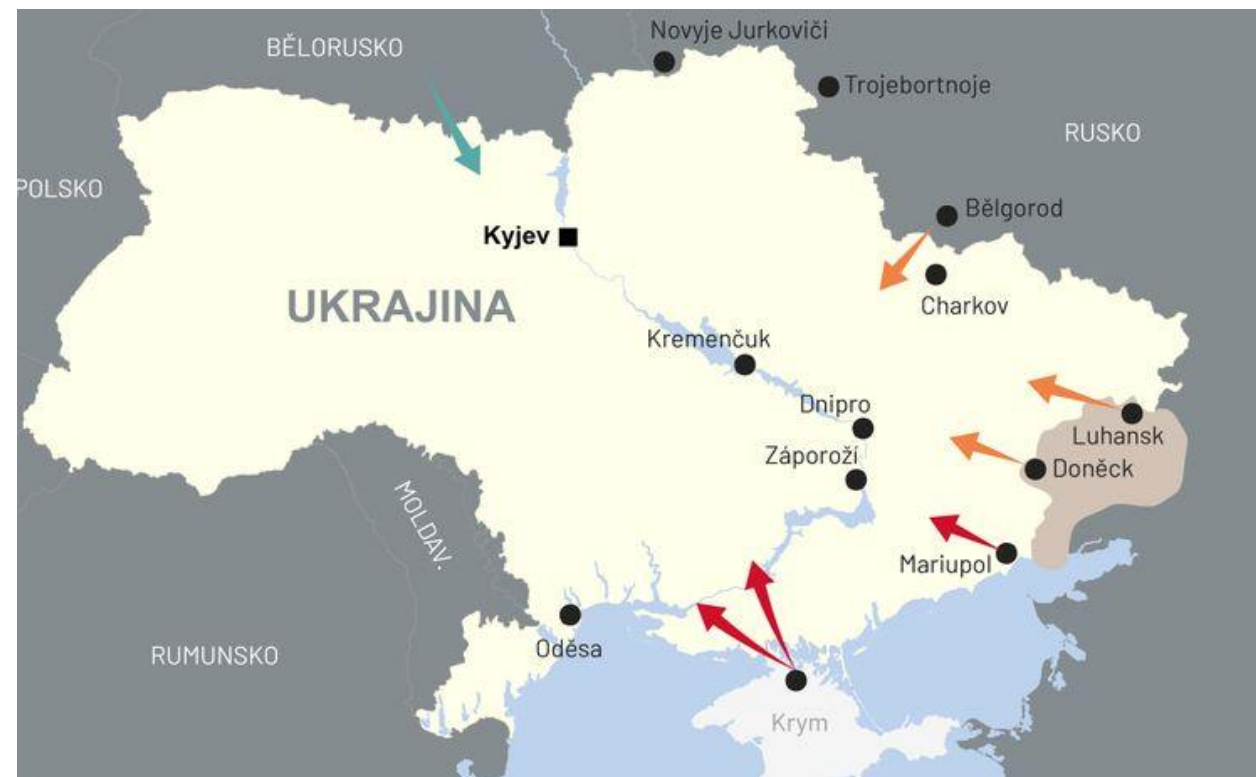 Novyje Jurkoviči
BĚLORUSKO
Trojebortnoje
RUSKO
POLSKO
Bělgorod
Kyjev
UKRAJINA
Charkov
Kremenčuk
Dnipro
Luhansk
Záporoží
Doněck
MOLDAV.
Mariupol
Oděsa
RUMUNSKO
Krym